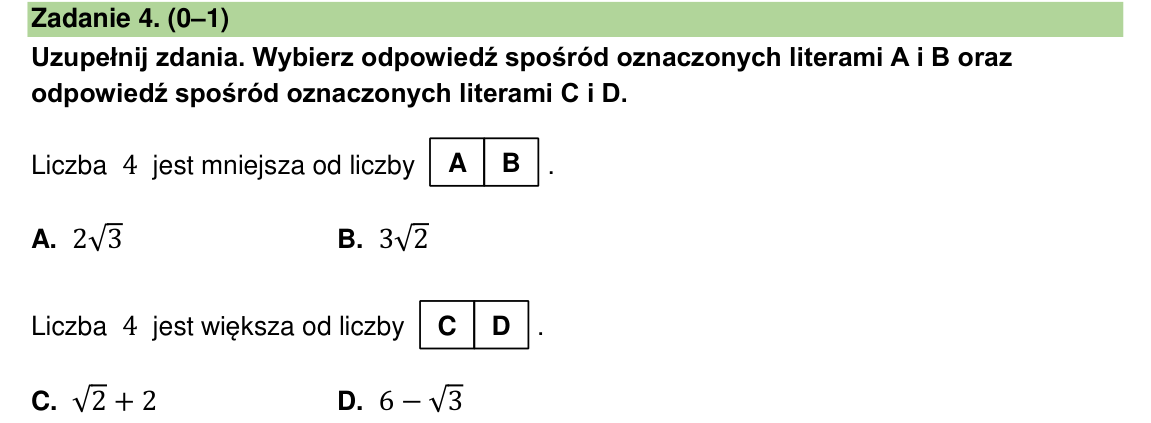 Zadanie 4. (0–1)
Uzupełnij zdania. Wybierz odpowiedź spośród oznaczonych literami A i B oraz
odpowiedź spośród oznaczonych literami C i D.
Liczba 4 jest mniejsza od liczby A B .
A. 2√3 B. 3√2
Liczba 4 jest większa od liczby C D .
C. √2 + 2 D. 6 − √3